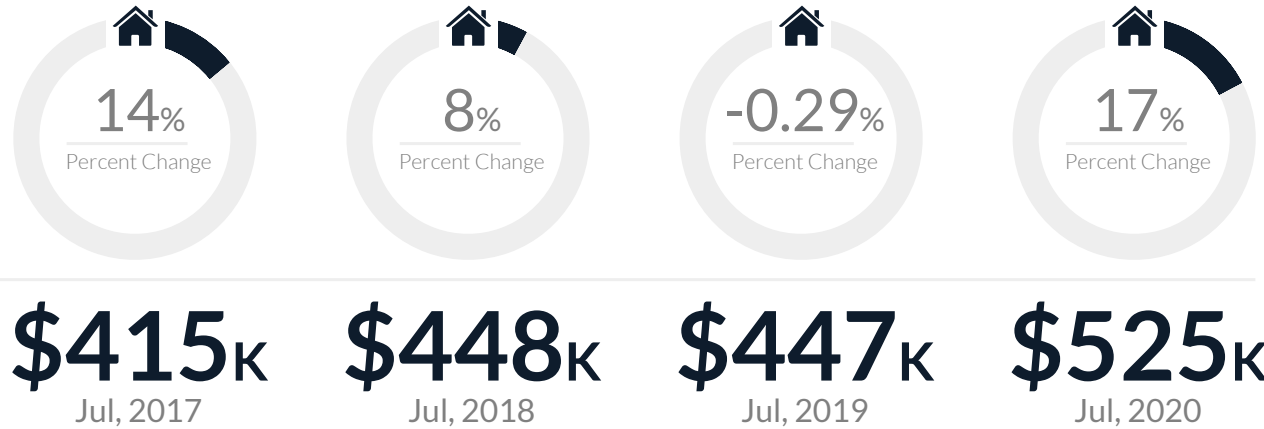 14%
Percent Change
$415K
Jul, 2017
8%
Percent Change
$448K
Jul, 2018
-0.29%
Percent Change
$447K
Jul, 2019
17%
Percent Change
$525K
Jul, 2020